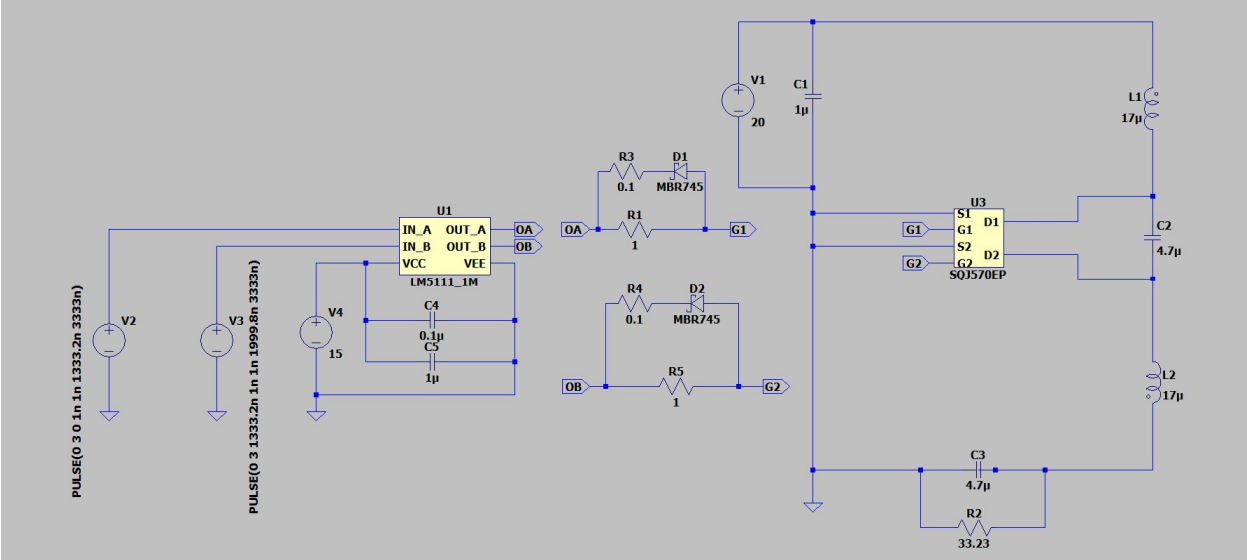 V1
20
C1
1µ
L1
17µ
R3
0.1
D1
MBR745
R1
1
OA
G1
U1
IN_A OUT_A
IN_B OUT_B
VCC VEE
LM5111_1M
OA
OB
U3
S1
G1
S2
G2
D1
D2
SQJ570EP
G1
G2
C2
4.7µ
R4
0.1
D2
MBR745
R5
1
OB
G2
V2
PULSE(0 3 0 1n 1n 1333.2n 3333n)
V3
PULSE(0 3 1333.2n 1n 1n 1999.8n 3333n)
V4
15
C4
0.1µ
C5
1µ
L2
17µ
C3
4.7µ
R2
33.23